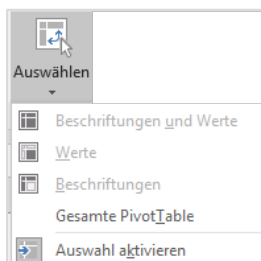 Auswählen
Beschriftungen und Werte
Werte
Beschriftungen
Gesamte PivotTable
Auswahl aktivieren